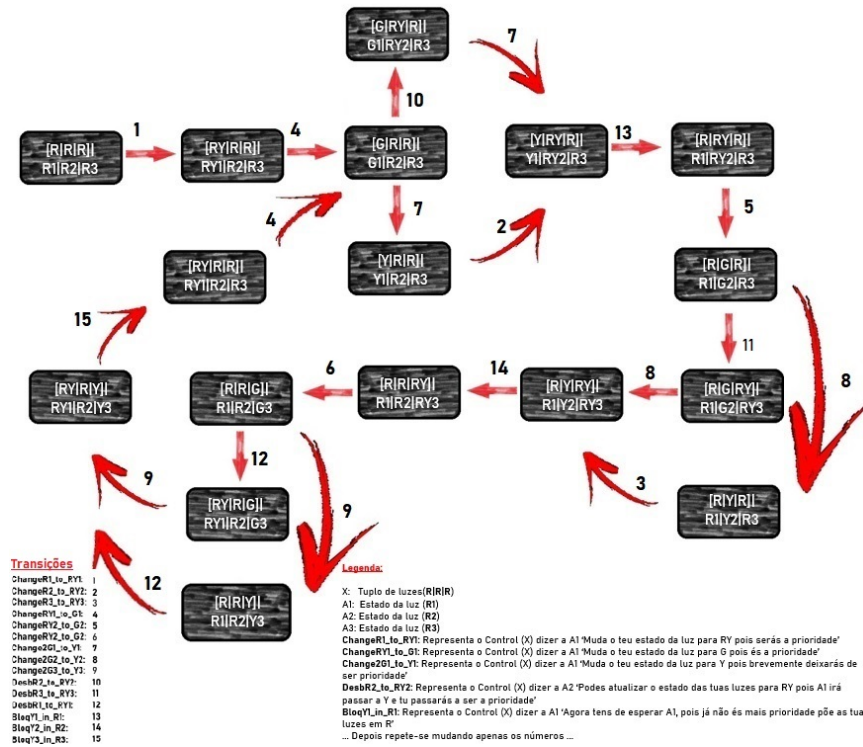 [G|RY|R]|
G1|RY2|R3
7
10
1
4
13
[R|R|R]|
R1|R2|R3
[RY|R|R]|
RY1|R2|R3
[G|R|R]|
G1|R2|R3
[Y|RY|R]|
Y1|RY2|R3
[R|RY|R]|
R1|RY2|R3
4
7
2
5
[RY|R|R]|
RY1|R2|R3
[Y|R|R]|
Y1|R2|R3
[R|G|R]|
R1|G2|R3
15
6
14
8
11
8
[RY|R|Y]|
RY1|R2|Y3
[R|R|G]|
R1|R2|G3
[R|R|RY]|
R1|R2|RY3
[R|Y|RY]|
R1|Y2|RY3
[R|G|RY]|
R1|G2|RY3
9
12
9
3
[RY|R|G]|
RY1|R2|G3
[R|Y|R]|
R1|Y2|R3
12
[R|R|Y]|
R1|R2|Y3
Transições
ChangeR1_to_RY1: 1
ChangeR2_to_RY2: 2
ChangeR3_to_RY3: 3
ChangeRY1_to_G1: 4
ChangeRY2_to_G2: 5
ChangeRY2_to_G2: 6
Change2G1_to_Y1: 7
Change2G2_to_Y2: 8
Change2G3_to_Y3: 9
DesbR2_to_RY2: 10
DesbR3_to_RY3: 11
DesbR1_to_RY1: 12
BloqY1_in_R1: 13
BloqY2_in_R2: 14
BloqY3_in_R3: 15
Legenda:
X: Tuplo de luzes(R|R|R)
A1: Estado da luz (R1)
A2: Estado da luz (R2)
A3: Estado da luz (R3)
ChangeR1_to_RY1: Representa o Control (X) dizer a A1 'Muda o teu estado da luz para RY pois serás a prioridade'
ChangeRY1_to_G1: Representa o Control (X) dizer a A1 'Muda o teu estado da luz para G pois és a prioridade'
Change2G1_to_Y1: Representa o Control (X) dizer a A1 'Muda o teu estado da luz para Y pois brevemente deixarás de
ser prioridade'
DesbR2_to_RY2: Representa o Control (X) dizer a A2 'Podes atualizar o estado das tuas luzes para RY pois A1 irá
passar a Y e tu passarás a ser a prioridade'
BloqY1_in_R1: Representa o Control (X) dizer a A1 'Agora tens de esperar A1, pois já não és mais prioridade põe as tua
luzes em R'
... Depois repete-se mudando apenas os números ...